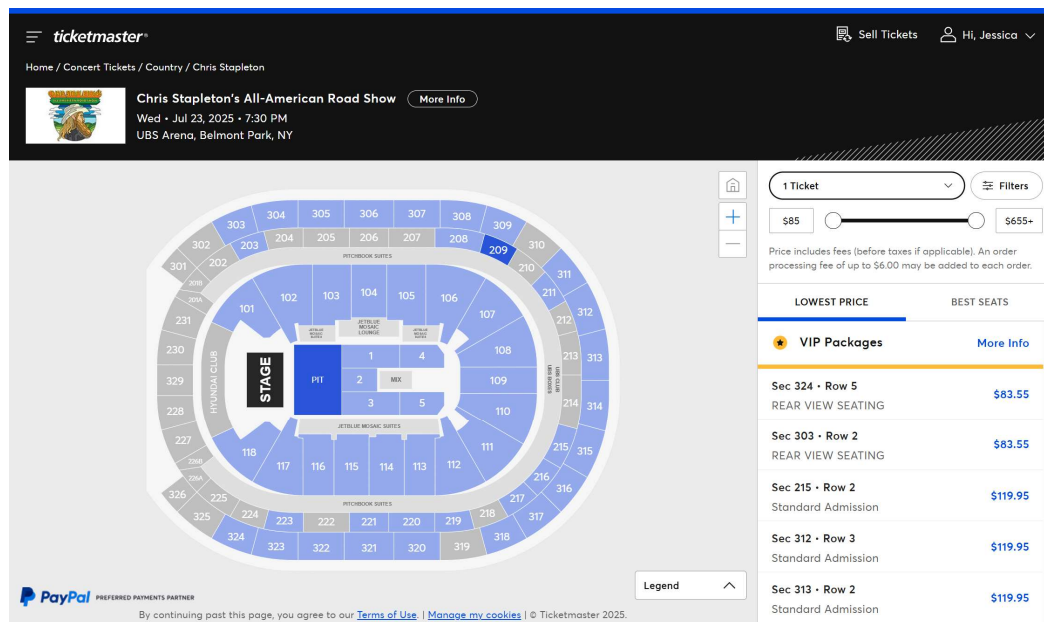 ticketmaster®
Sell Tickets
Hi, Jessica
Home / Concert Tickets / Country / Chris Stapleton
Chris Stapleton's All-American Road Show
More Info
Wed • Jul 23, 2025 • 7:30 PM
UBS Arena, Belmont Park, NY
303 304 305 306 307 308 309
302 203 204 205 206 207 208 209 310
301 202 PITCHBOOK SUITES 210 311
201B
201A 211
231 101 102 103 104 105 106 107 212 312
JETBLUE MOSAIC SUITES
JETBLUE MOSAIC LOUNGE
JETBLUE MOSAIC SUITES
230 1 4 108 213 313
329 HYUNDAI CLUB STAGE PIT 2 MIX 109 UBS BOXES UBS CLUB
228 3 5 110 214 314
JETBLUE MOSAIC SUITES
227 118 117 116 115 114 113 112 111 215 315
226B
226A 216 316
326 225 PITCHBOOK SUITES 217
325 224 223 222 221 220 219 218 317
324 323 322 321 320 319 318
1 Ticket
Filters
$85
$655+
Price includes fees (before taxes if applicable). An order
processing fee of up to $6.00 may be added to each order.
LOWEST PRICE
BEST SEATS
VIP Packages
More Info
Sec 324 • Row 5
REAR VIEW SEATING
$83.55
Sec 303 • Row 2
REAR VIEW SEATING
$83.55
Sec 215 • Row 2
Standard Admission
$119.95
Sec 312 • Row 3
Standard Admission
$119.95
Sec 313 • Row 2
Standard Admission
$119.95
Legend
PayPal PREFERRED PAYMENTS PARTNER
By continuing past this page, you agree to our Terms of Use. | Manage my cookies | © Ticketmaster 2025.